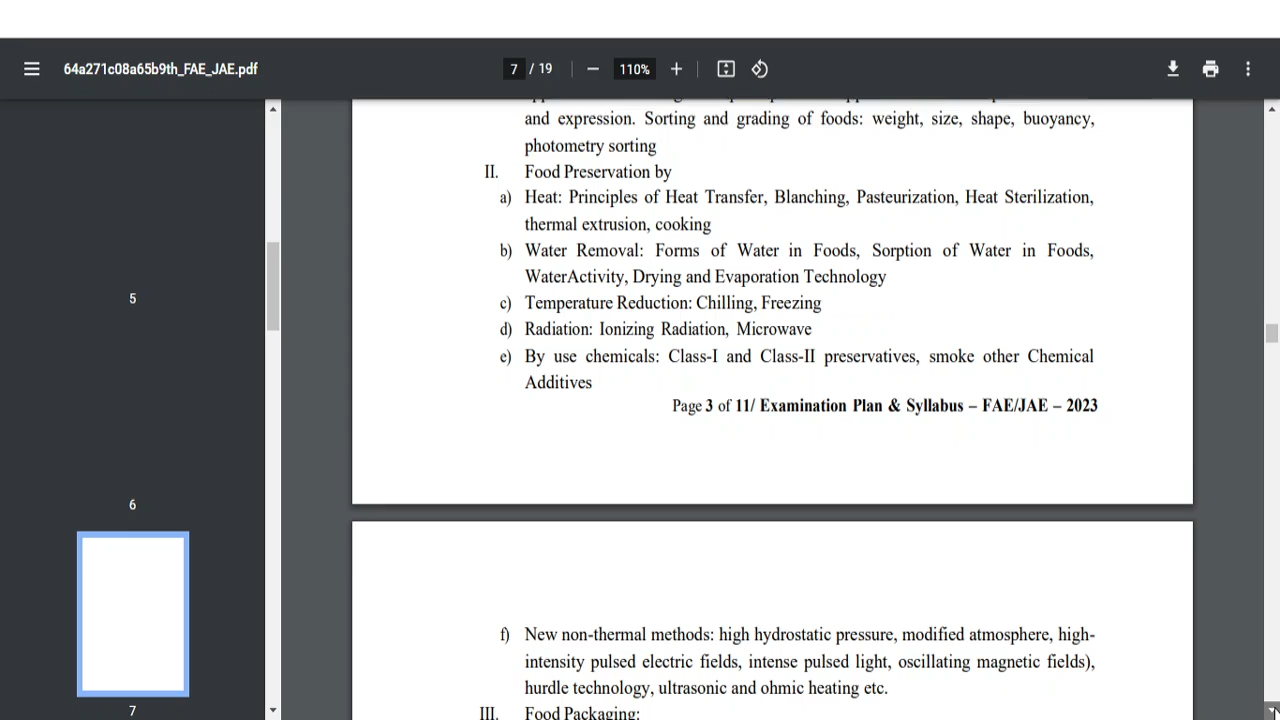 64a271c08a65b9th_FAE_JAE.pdf
7 / 19
110%
and expression. Sorting and grading of foods: weight, size, shape, buoyancy,
photometry sorting
II. Food Preservation by
a) Heat: Principles of Heat Transfer, Blanching, Pasteurization, Heat Sterilization,
thermal extrusion, cooking
b) Water Removal: Forms of Water in Foods, Sorption of Water in Foods,
WaterActivity, Drying and Evaporation Technology
c) Temperature Reduction: Chilling, Freezing
d) Radiation: Ionizing Radiation, Microwave
e) By use chemicals: Class-I and Class-II preservatives, smoke other Chemical
Additives
Page 3 of 11/ Examination Plan & Syllabus – FAE/JAE – 2023
f) New non-thermal methods: high hydrostatic pressure, modified atmosphere, high-
intensity pulsed electric fields, intense pulsed light, oscillating magnetic fields),
hurdle technology, ultrasonic and ohmic heating etc.
III. Food Packaging:
5
6
7